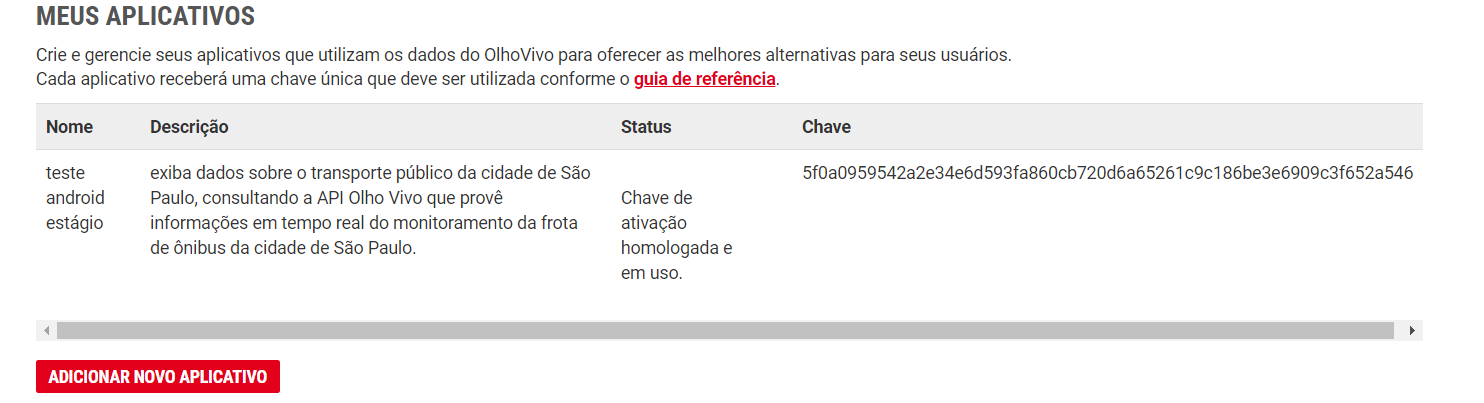 MEUS APLICATIVOS
Crie e gerencie seus aplicativos que utilizam os dados do OlhoVivo para oferecer as melhores alternativas para seus usuários.
Cada aplicativo receberá uma chave única que deve ser utilizada conforme o guia de referência.
Nome Descrição Status Chave
teste
android
estágio
exiba dados sobre o transporte público da cidade de São
Paulo, consultando a API Olho Vivo que provê
informações em tempo real do monitoramento da frota
de ônibus da cidade de São Paulo.
Chave de
ativação
homologada e
em uso.
5f0a0959542a2e34e6d593fa860cb720d6a65261c9c186be3e6909c3f652a546
ADICIONAR NOVO APLICATIVO